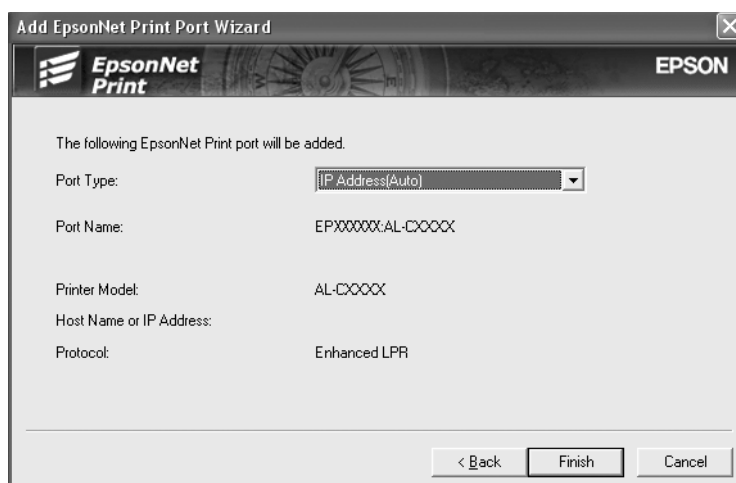 Add EpsonNet Print Port Wizard
EpsonNet
Print
EPSON
The following EpsonNet Print port will be added.
Port Type: IP Address(Auto)
Port Name: EPXXXXXX:AL-CXXXX
Printer Model: AL-CXXXX
Host Name or IP Address:
Protocol: Enhanced LPR
< Back Finish Cancel